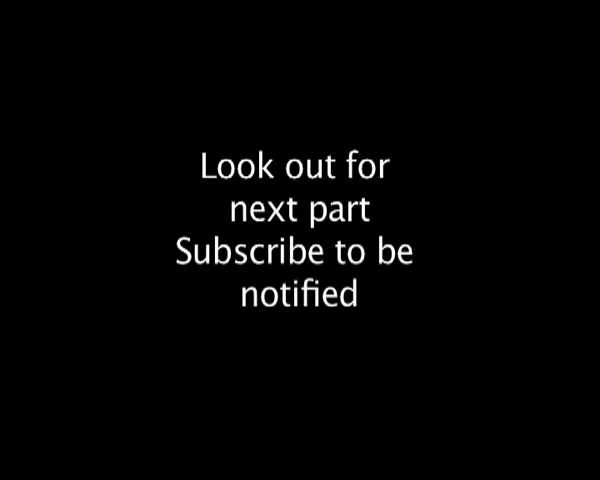 Look out for
next part
Subscribe to be
notified